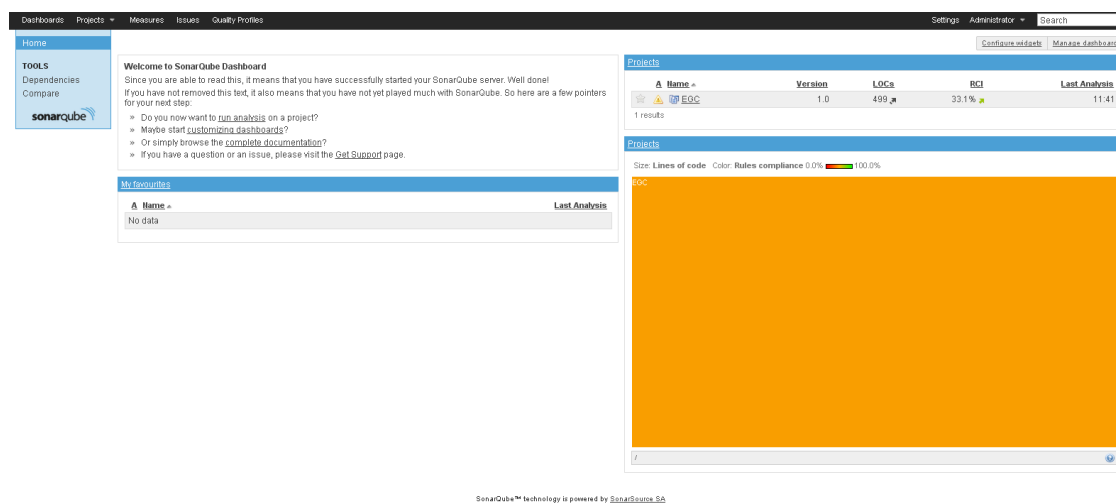 Dashboards Projects Measures Issues Quality Profiles Settings Administrator Search
Home
Configure widgets Manage dashboard
TOOLS
Dependencies
Compare
sonarqube
Welcome to SonarQube Dashboard
Since you are able to read this, it means that you have successfully started your SonarQube server. Well done!
If you have not removed this text, it also means that you have not yet played much with SonarQube. So here are a few pointers
for your next step:
» Do you now want to run analysis on a project?
» Maybe start customizing dashboards?
» Or simply browse the complete documentation?
» If you have a question or an issue, please visit the Get Support page.
My favourites
A Name Last Analysis
No data
Projects
A Name Version LOCs RCI Last Analysis
EGC 1.0 499 33.1% 11:41
1 results
Projects
Size: Lines of code Color: Rules compliance 0.0% 100.0%
EGC
/
SonarQube™ technology is powered by SonarSource SA